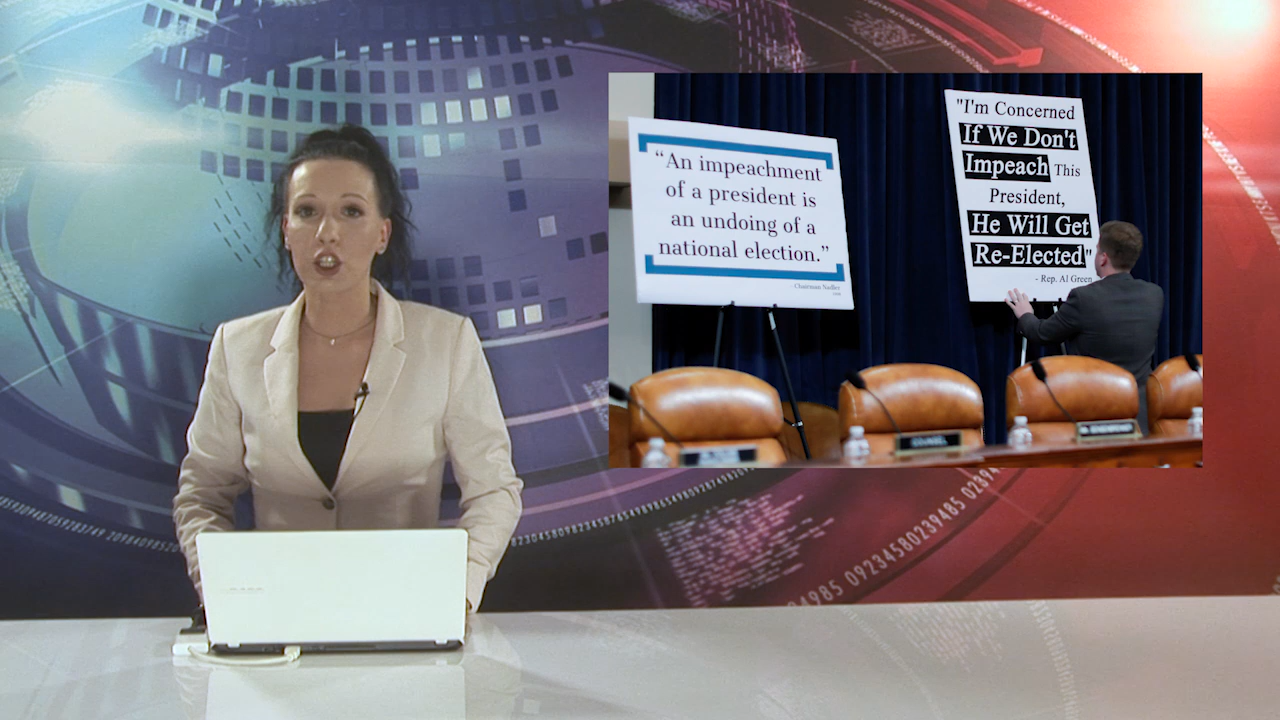 “An impeachment
of a president is
an undoing of a
national election.”
Chairman Nadler
"I'm Concerned
If We Don't
Impeach This
President,
He Will Get
Re-Elected"
- Rep. Al Green
COUNSEL
09234580239485